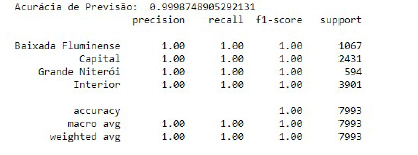 Acurácia de Previsão: 0.9998748905292131
precision recall f1-score support
Baixada Fluminense 1.00 1.00 1.00 1067
Capital 1.00 1.00 1.00 2431
Grande Niterói 1.00 1.00 1.00 594
Interior 1.00 1.00 1.00 3901
accuracy 1.00 7993
macro avg 1.00 1.00 1.00 7993
weighted avg 1.00 1.00 1.00 7993